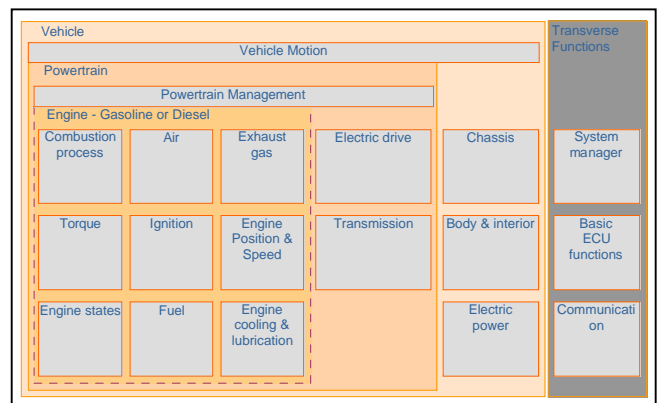 Vehicle
Transverse
Functions
Vehicle Motion
Powertrain
Powertrain Management
Engine - Gasoline or Diesel
Combustion
process
Air
Exhaust
gas
Electric drive
Chassis
System
manager
Torque
Ignition
Engine
Position &
Speed
Transmission
Body & interior
Basic
ECU
functions
Engine states
Fuel
Engine
cooling &
lubrication
Electric
power
Communicati
on